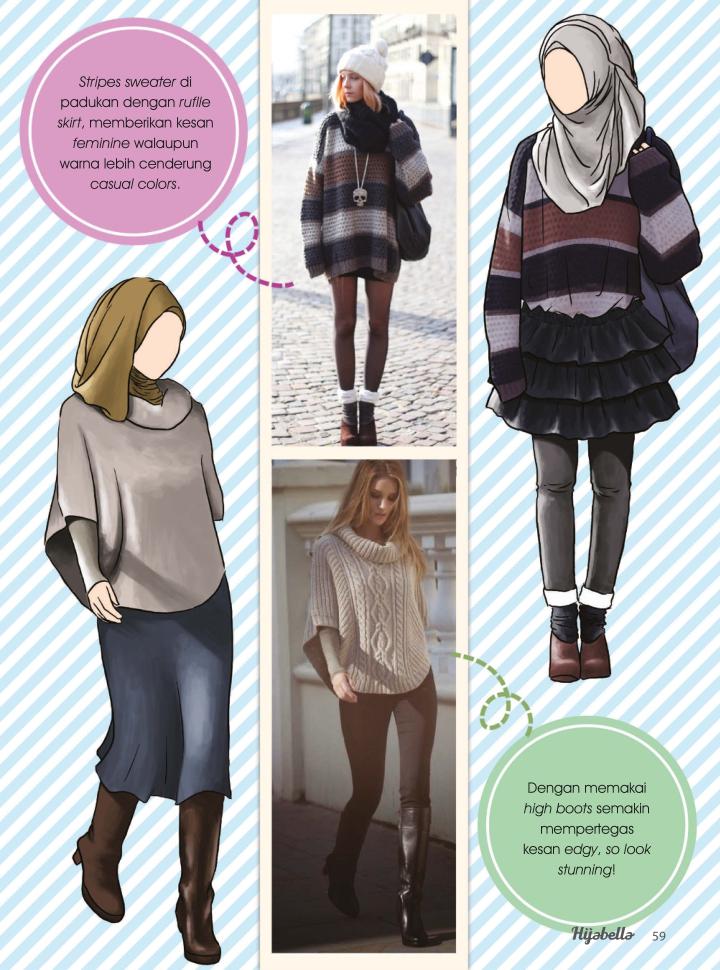 Stripes sweater di
padukan dengan ruflle
skirt, memberikan kesan
feminine walaupun
warna lebih cenderung
casual colors.
Dengan memakai
high boots semakin
mempertegas
kesan edgy, so look
stunning!
Hijabella 59